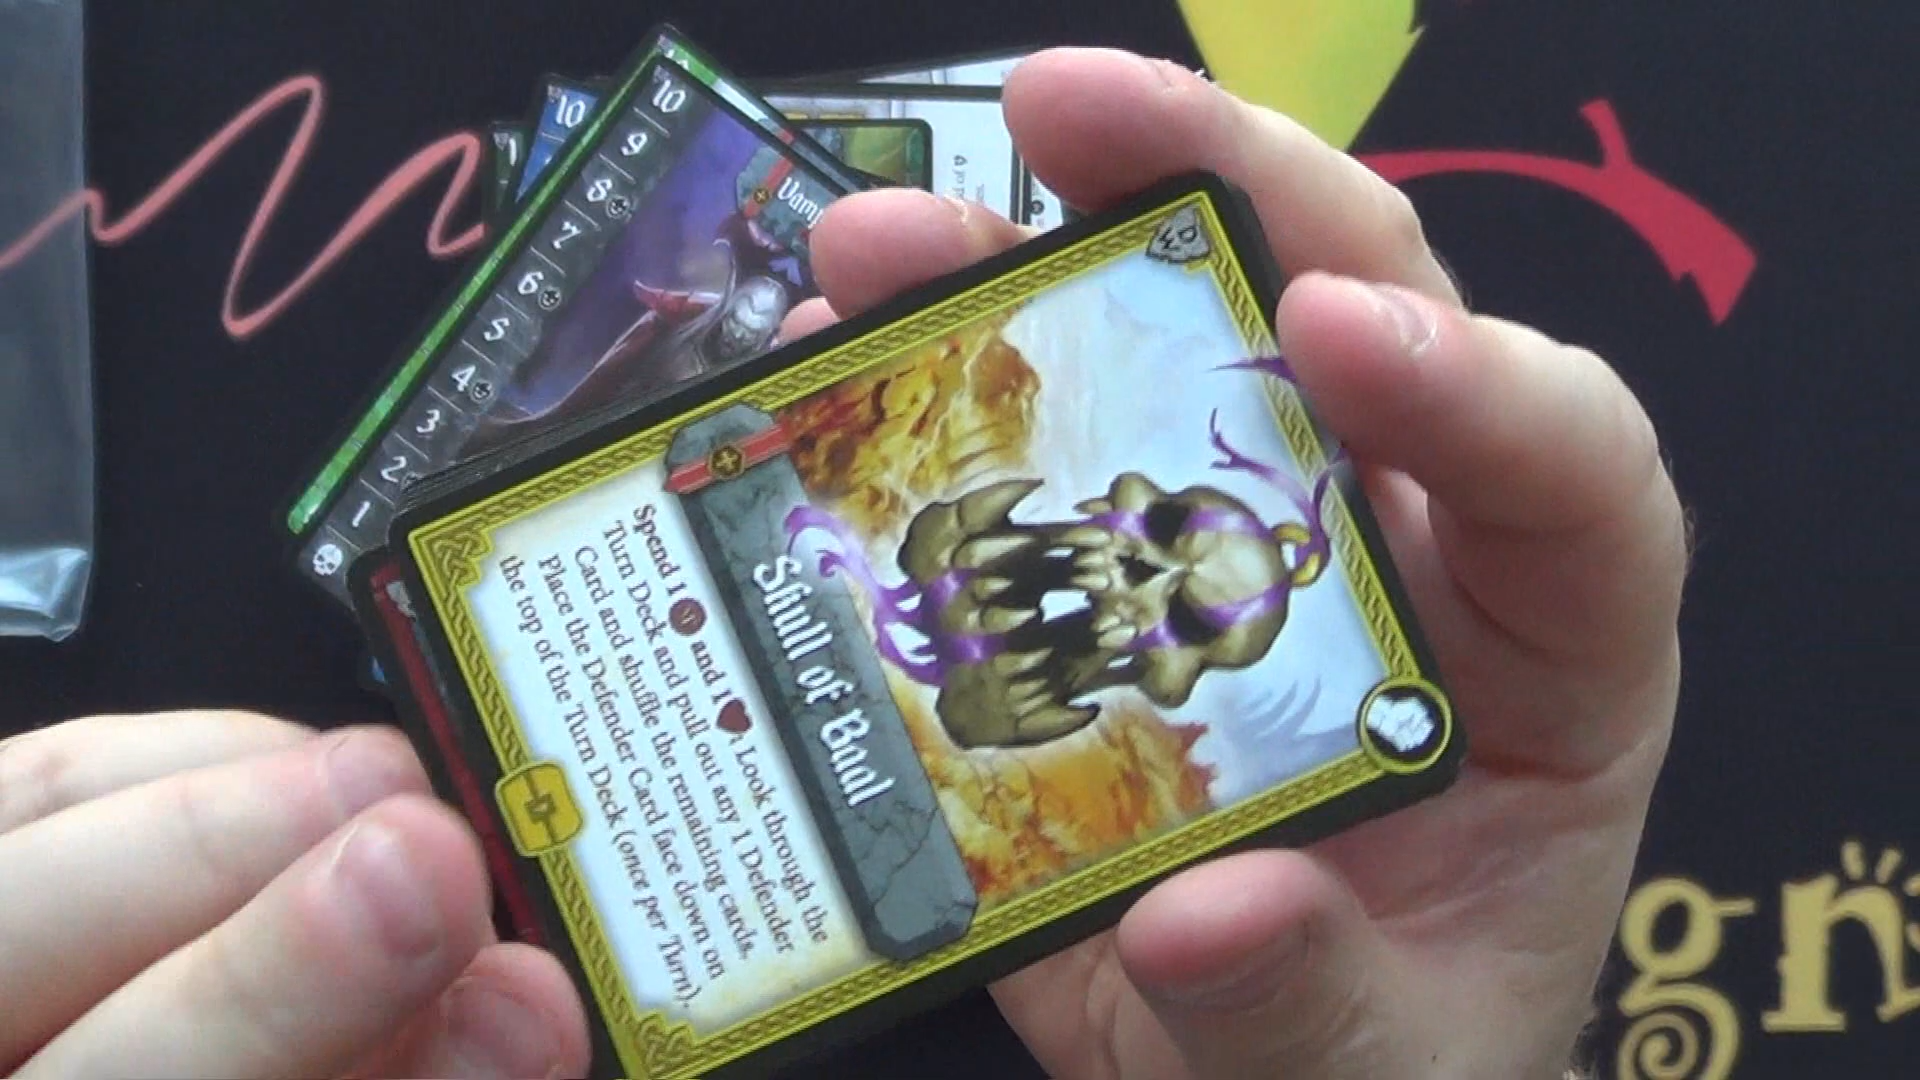 Skull of Baal
Spend 1 and 1 . Look through the
Turn Deck and pull out any 1 Defender
Card and shuffle the remaining cards.
Place the Defender Card face down on
the top of the Turn Deck (once per Turn).
D
DW
10
9
8
7
6
5
4
3
2
1
10
gn